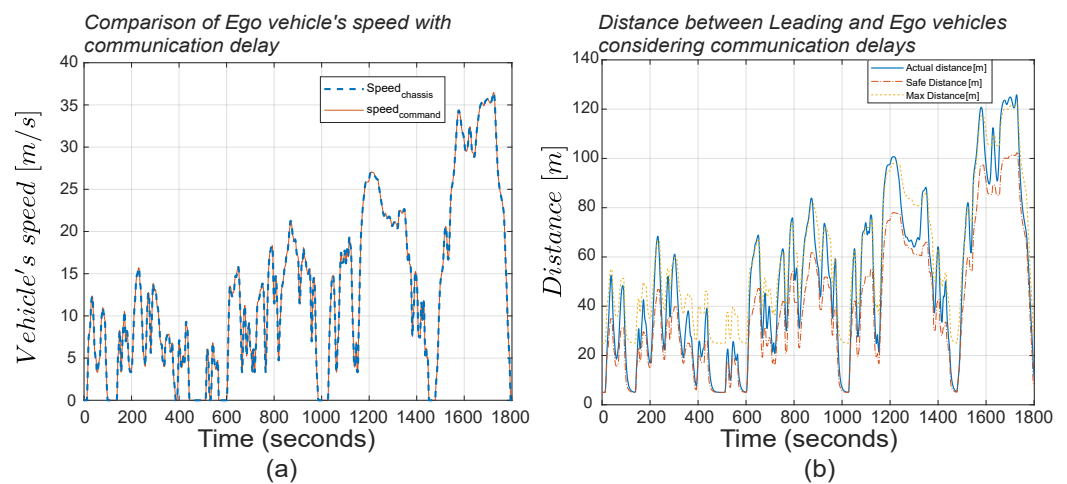 Comparison of Ego vehicle's speed with
communication delay
40
35
30
25
20
15
10
5
0
Vehicle's speed [m/s]
Speed_chassis
speed_command
0 200 400 600 800 1000 1200 1400 1600 1800
Time (seconds)
(a)
Distance between Leading and Ego vehicles
considering communication delays
140
120
100
80
60
40
20
0
Distance [m]
Actual distance[m]
Safe Distance[m]
Max Distance[m]
0 200 400 600 800 1000 1200 1400 1600 1800
Time (seconds)
(b)